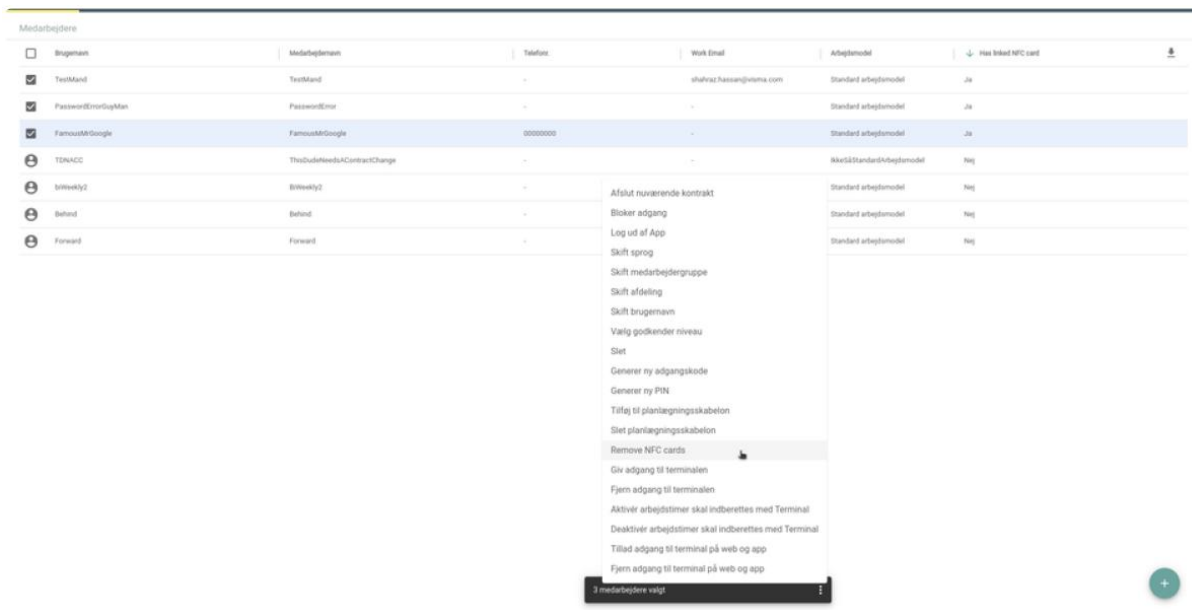 Medarbejdere
Brugernavn Medarbejdernavn Telefonr. Work Email Arbejdsmodel Has linked NFC card
TestMand TestMand - shahraz.hassan@visma.com Standard arbejdsmodel Ja
PasswordErrorGuyMan PasswordError - - Standard arbejdsmodel Ja
FamousMrGoogle FamousMrGoogle 00000000 - Standard arbejdsmodel Ja
TDNACC ThisDudeNeedsAContractChange - - IkkeSåStandardArbejdsmodel Nej
biWeekly2 BiWeekly2 - Standard arbejdsmodel Nej
Behind Behind - Standard arbejdsmodel Nej
Forward Forward - Standard arbejdsmodel Nej
Afslut nuværende kontrakt
Bloker adgang
Log ud af App
Skift sprog
Skift medarbejdergruppe
Skift afdeling
Skift brugernavn
Vælg godkender niveau
Slet
Generer ny adgangskode
Generer ny PIN
Tilføj til planlægningsskabelon
Slet planlægningsskabelon
Remove NFC cards
Giv adgang til terminalen
Fjern adgang til terminalen
Aktivér arbejdstimer skal indberettes med Terminal
Deaktivér arbejdstimer skal indberettes med Terminal
Tillad adgang til terminal på web og app
Fjern adgang til terminal på web og app
3 medarbejdere valgt